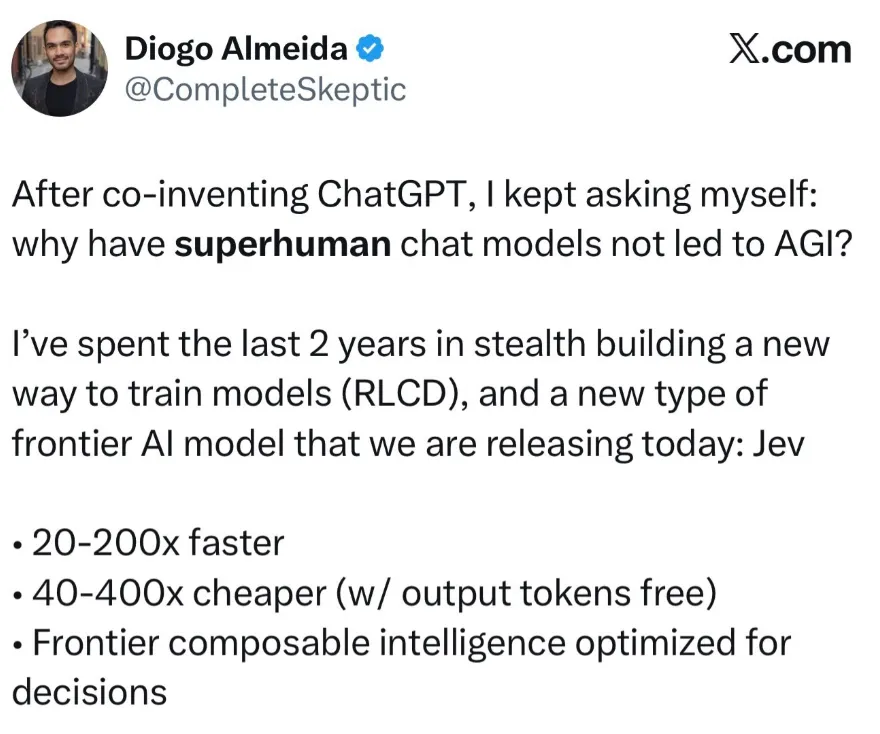 Diogo Almeida
X.com
@CompleteSkeptic
After co-inventing ChatGPT, I kept asking myself:
why have superhuman chat models not led to AGI?
I’ve spent the last 2 years in stealth building a new
way to train models (RLCD), and a new type of
frontier AI model that we are releasing today: Jev
• 20-200x faster
• 40-400x cheaper (w/ output tokens free)
• Frontier composable intelligence optimized for
decisions